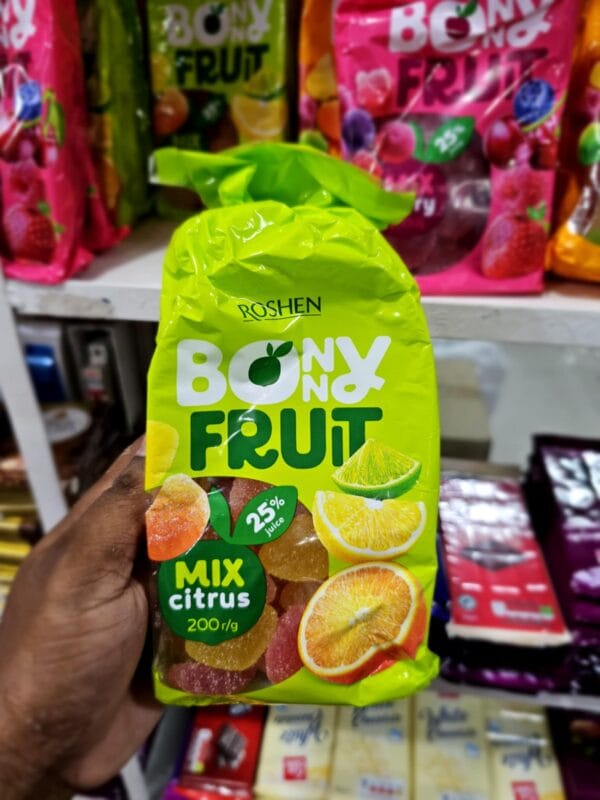 BONNY
FRUIT
BONNY
FRUIT
25%
ROSHEN
BONNY
FRUIT
25%
juice
MIX
citrus
200 г/g